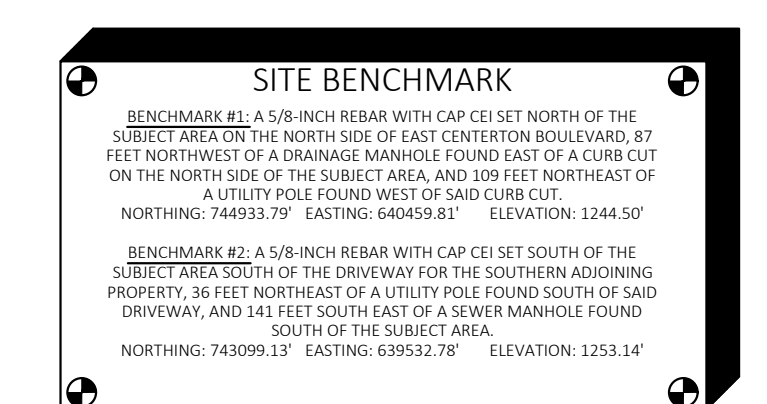 SITE BENCHMARK
BENCHMARK #1: A 5/8-INCH REBAR WITH CAP CEI SET NORTH OF THE
SUBJECT AREA ON THE NORTH SIDE OF EAST CENTERTON BOULEVARD, 87
FEET NORTHWEST OF A DRAINAGE MANHOLE FOUND EAST OF A CURB CUT
ON THE NORTH SIDE OF THE SUBJECT AREA, AND 109 FEET NORTHEAST OF
A UTILITY POLE FOUND WEST OF SAID CURB CUT.
NORTHING: 744933.79' EASTING: 640459.81' ELEVATION: 1244.50'
BENCHMARK #2: A 5/8-INCH REBAR WITH CAP CEI SET SOUTH OF THE
SUBJECT AREA SOUTH OF THE DRIVEWAY FOR THE SOUTHERN ADJOINING
PROPERTY, 36 FEET NORTHEAST OF A UTILITY POLE FOUND SOUTH OF SAID
DRIVEWAY, AND 141 FEET SOUTH EAST OF A SEWER MANHOLE FOUND
SOUTH OF THE SUBJECT AREA.
NORTHING: 743099.13' EASTING: 639532.78' ELEVATION: 1253.14'